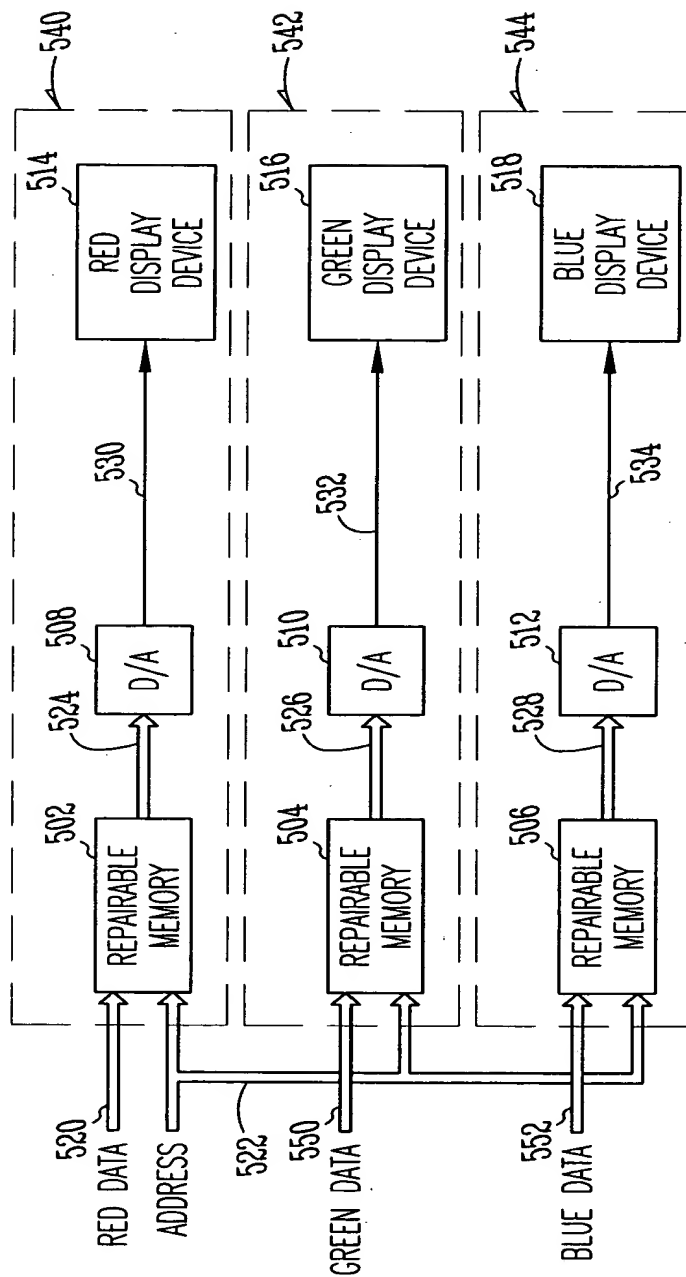 540
514
RED
DISPLAY
DEVICE
530
508
D/A
524
502
REPAIRABLE
MEMORY
520
RED DATA
ADDRESS
522
542
516
GREEN
DISPLAY
DEVICE
532
510
D/A
526
504
REPAIRABLE
MEMORY
550
GREEN DATA
544
518
BLUE
DISPLAY
DEVICE
534
512
D/A
528
506
REPAIRABLE
MEMORY
552
BLUE DATA